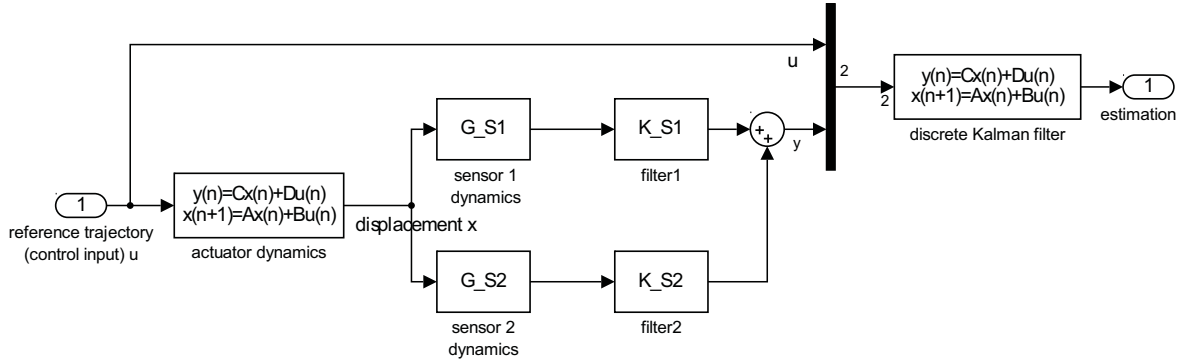 u
2
2
y(n)=Cx(n)+Du(n)
x(n+1)=Ax(n)+Bu(n)
discrete Kalman filter
1
estimation
G_S1
sensor 1
dynamics
K_S1
filter1
+
+
y
1
reference trajectory
(control input) u
y(n)=Cx(n)+Du(n)
x(n+1)=Ax(n)+Bu(n)
actuator dynamics
displacement x
G_S2
sensor 2
dynamics
K_S2
filter2